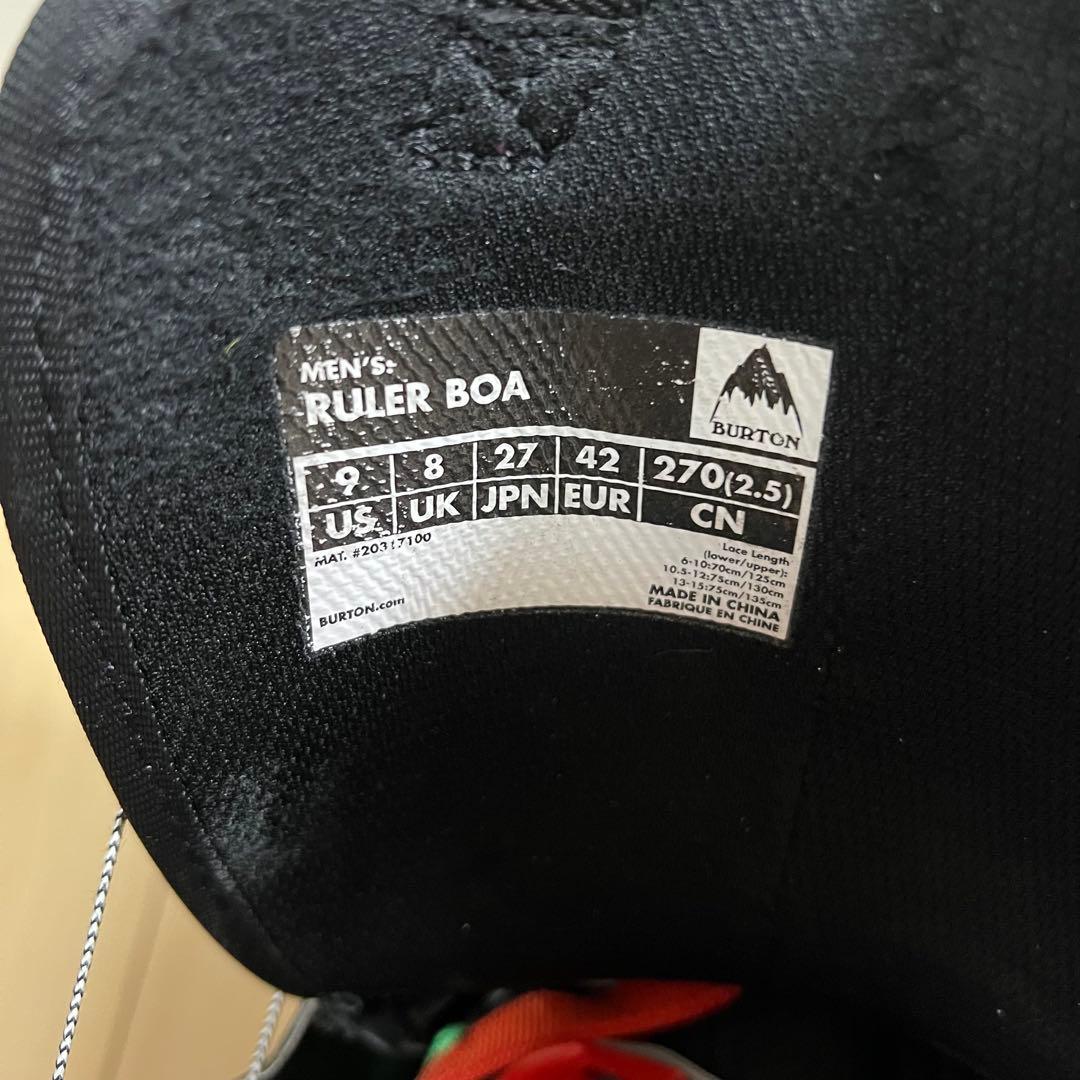 MEN'S:
RULER BOA
BURTON
9 8 27 42 270(2.5)
US UK JPN EUR CN
MAT. #20317100
Lace Length
(lower/upper):
6-10:70cm/125cm
10.5-12:75cm/130cm
13-15:75cm/135cm
MADE IN CHINA
FABRIQUE EN CHINE
BURTON.com